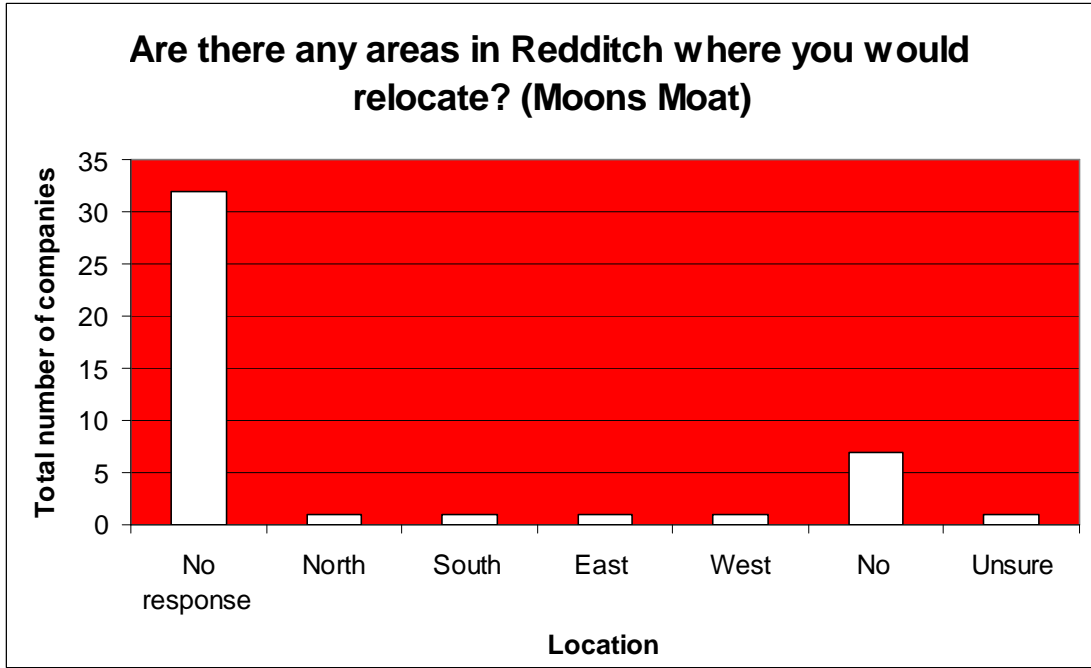 Are there any areas in Redditch where you would
relocate? (Moons Moat)
Total number of companies
35
30
25
20
15
10
5
0
No
response
North
South
East
West
No
Unsure
Location